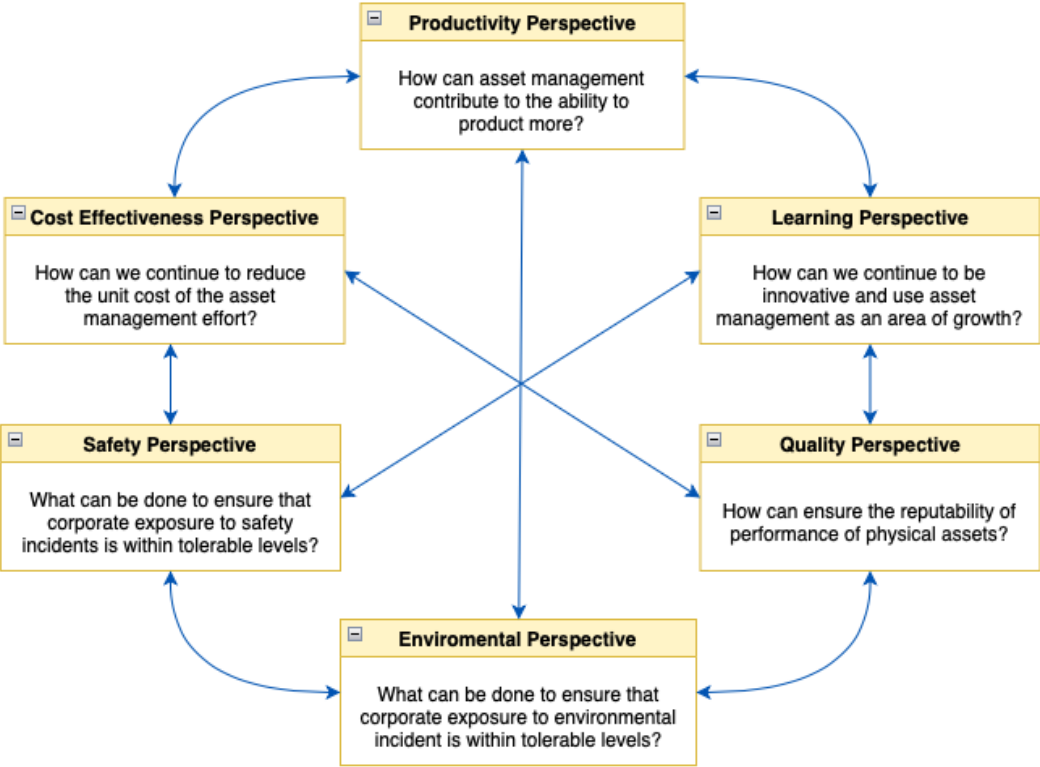 Productivity Perspective
How can asset management
contribute to the ability to
product more?
Cost Effectiveness Perspective
How can we continue to reduce
the unit cost of the asset
management effort?
Learning Perspective
How can we continue to be
innovative and use asset
management as an area of growth?
Safety Perspective
What can be done to ensure that
corporate exposure to safety
incidents is within tolerable levels?
Quality Perspective
How can ensure the reputability of
performance of physical assets?
Enviromental Perspective
What can be done to ensure that
corporate exposure to environmental
incident is within tolerable levels?